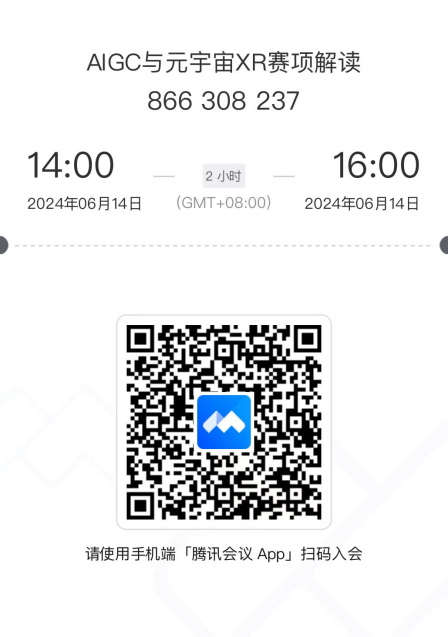 AIGC与元宇宙XR赛项解读
866 308 237
14:00
2小时
16:00
2024年06月14日
(GMT+08:00)
2024年06月14日
请使用手机端「腾讯会议 App」扫码入会